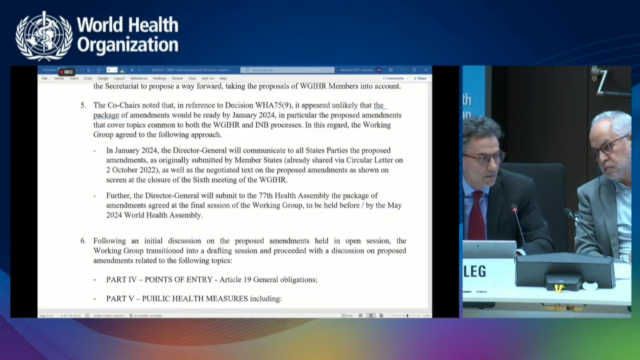 World Health
Organization
the Secretariat to propose a way forward, taking the proposals of WGIHR Members into account.
5. The Co-Chairs noted that, in reference to Decision WHA75(9), it appeared unlikely that the
package of amendments would be ready by January 2024, in particular the proposed amendments
that cover topics common to both the WGIHR and INB processes. In this regard, the Working
Group agreed to the following approach.
- In January 2024, the Director-General will communicate to all States Parties the proposed
amendments, as originally submitted by Member States (already shared via Circular Letter on
2 October 2022), as well as the negotiated text on the proposed amendments as shown on
screen at the closure of the Sixth meeting of the WGIHR.
- Further, the Director-General will submit to the 77th Health Assembly the package of
amendments agreed at the final session of the Working Group, to be held before / by the May
2024 World Health Assembly.
6. Following an initial discussion on the proposed amendments held in open session, the
Working Group transitioned into a drafting session and proceeded with a discussion on proposed
amendments related to the following topics:
- PART IV – POINTS OF ENTRY - Article 19 General obligations;
- PART V – PUBLIC HEALTH MEASURES including:
LEG